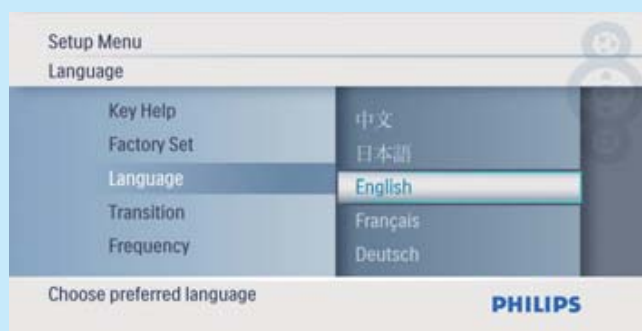 Setup Menu
Language
Key Help
Factory Set
Language
Transition
Frequency
中文
日本語
English
Français
Deutsch
Choose preferred language
PHILIPS